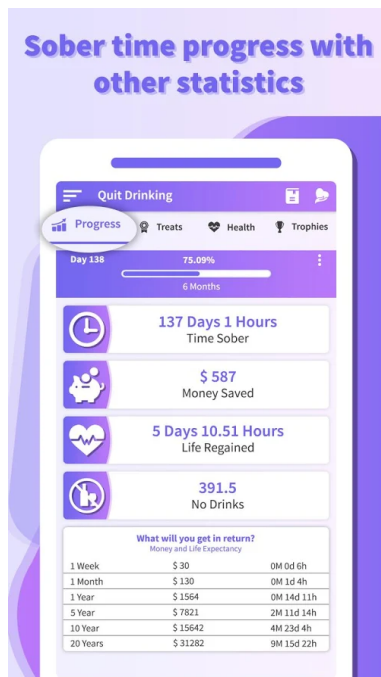 Sober time progress with
other statistics
Quit Drinking
Progress Treats Health Trophies
Day 138 75.09%
6 Months
137 Days 1 Hours
Time Sober
$ 587
Money Saved
5 Days 10.51 Hours
Life Regained
391.5
No Drinks
What will you get in return?
Money and Life Expectancy
1 Week $ 30 0M 0d 6h
1 Month $ 130 0M 1d 4h
1 Year $ 1564 0M 14d 11h
5 Year $ 7821 2M 11d 14h
10 Year $ 15642 4M 23d 4h
20 Years $ 31282 9M 15d 22h